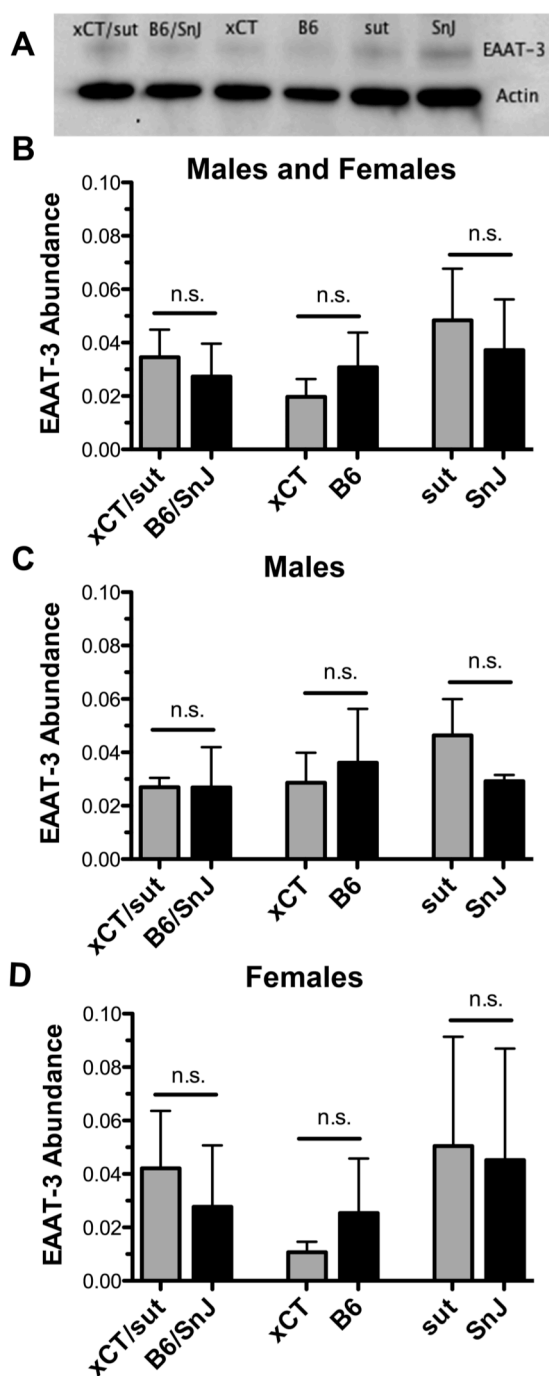 A
xCT/sut B6/SnJ xCT B6 sut SnJ
EAAT-3
Actin
B
Males and Females
EAAT-3 Abundance
0.10
0.08
0.06
0.04
0.02
0.00
n.s.
n.s.
n.s.
xCT/sut
B6/SnJ
xCT
B6
sut
SnJ
C
Males
EAAT-3 Abundance
0.10
0.08
0.06
0.04
0.02
0.00
n.s.
n.s.
n.s.
xCT/sut
B6/SnJ
xCT
B6
sut
SnJ
D
Females
EAAT-3 Abundance
0.10
0.08
0.06
0.04
0.02
0.00
n.s.
n.s.
n.s.
xCT/sut
B6/SnJ
xCT
B6
sut
SnJ